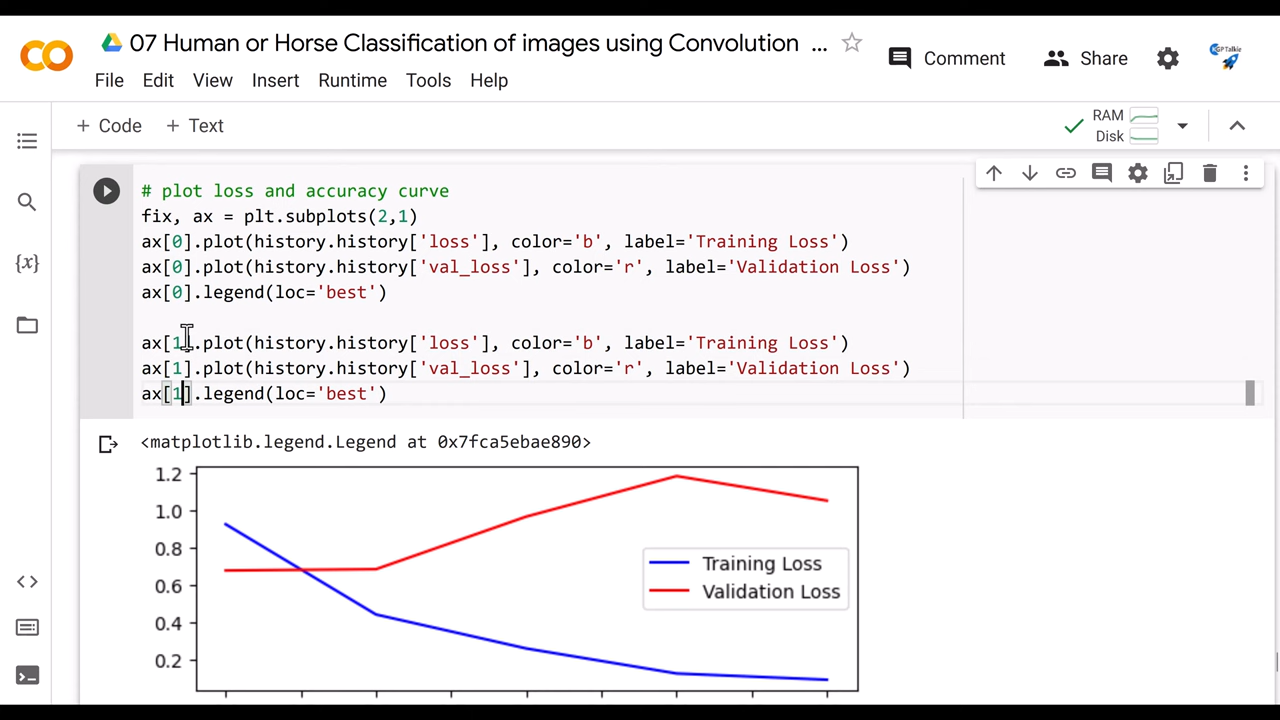 07 Human or Horse Classification of images using Convolution ...
Comment
Share
KGP Talkie
File Edit View Insert Runtime Tools Help
+ Code + Text
RAM
Disk
# plot loss and accuracy curve
fix, ax = plt.subplots(2,1)
ax[0].plot(history.history['loss'], color='b', label='Training Loss')
ax[0].plot(history.history['val_loss'], color='r', label='Validation Loss')
ax[0].legend(loc='best')
ax[1].plot(history.history['loss'], color='b', label='Training Loss')
ax[1].plot(history.history['val_loss'], color='r', label='Validation Loss')
ax[1].legend(loc='best')
<matplotlib.legend.Legend at 0x7fca5ebae890>
1.2
1.0
0.8
0.6
0.4
0.2
Training Loss
Validation Loss
{x}